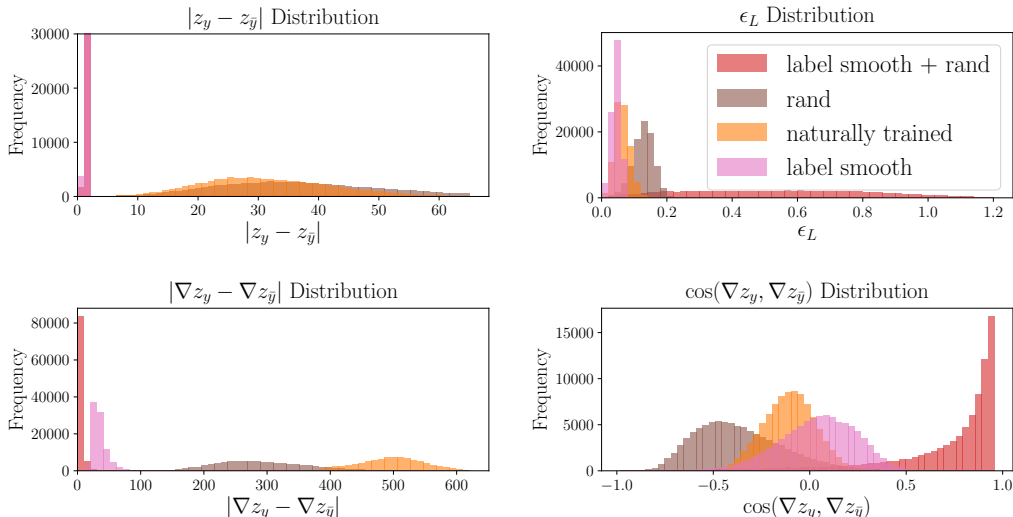 |z_y − z_ȳ| Distribution
30000
20000
10000
0
Frequency
0 10 20 30 40 50 60
|z_y − z_ȳ|
ϵ_L Distribution
40000
20000
0
Frequency
label smooth + rand
rand
naturally trained
label smooth
0.0 0.2 0.4 0.6 0.8 1.0 1.2
ϵ_L
|∇z_y − ∇z_ȳ| Distribution
80000
60000
40000
20000
0
Frequency
0 100 200 300 400 500 600
|∇z_y − ∇z_ȳ|
cos(∇z_y, ∇z_ȳ) Distribution
15000
10000
5000
0
Frequency
−1.0 −0.5 0.0 0.5 1.0
cos(∇z_y, ∇z_ȳ)